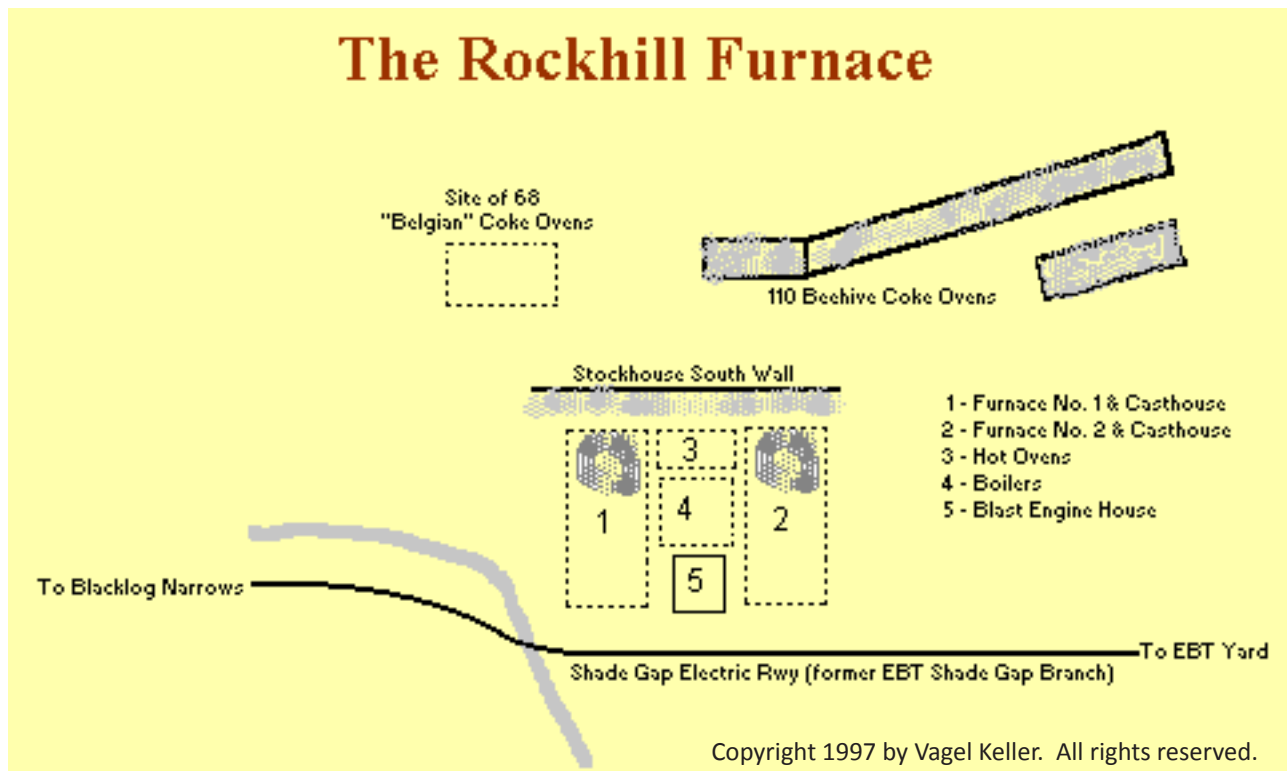 The Rockhill Furnace
Site of 68
"Belgian" Coke Ovens
110 Beehive Coke Ovens
Stockhouse South Wall
1 - Furnace No. 1 & Casthouse
2 - Furnace No. 2 & Casthouse
3 - Hot Ovens
4 - Boilers
5 - Blast Engine House
3
4
1
2
5
To Blacklog Narrows
To EBT Yard
Shade Gap Electric Rwy (former EBT Shade Gap Branch)
Copyright 1997 by Vagel Keller. All rights reserved.